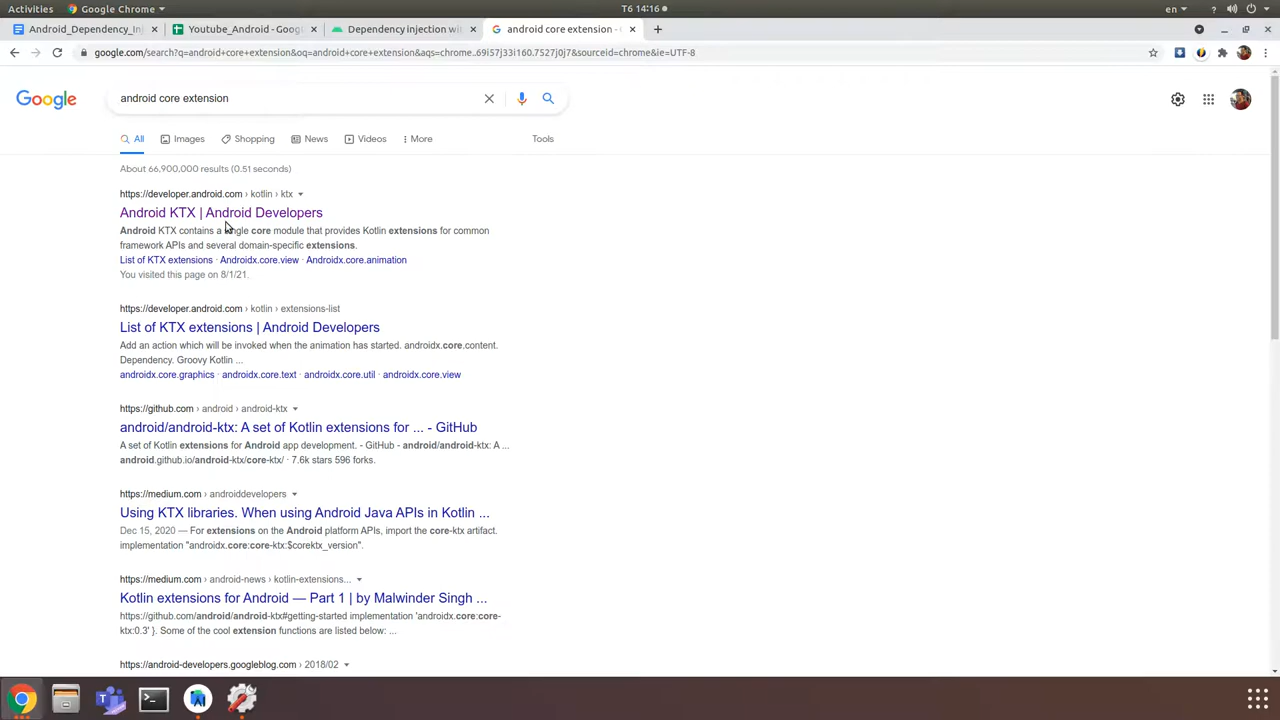 Activities Google Chrome T6 14:16 en ?
Android_Dependency_Inj Youtube_Android - Goog Dependency injection wit android core extension -
google.com/search?q=android+core+extension&oq=android+core+extension&aqs=chrome..69i57j33i160.7527j0j7&sourceid=chrome&ie=UTF-8
Google android core extension
All Images Shopping News Videos More Tools
About 66,900,000 results (0.51 seconds)
https://developer.android.com › kotlin › ktx
Android KTX | Android Developers
Android KTX contains a single core module that provides Kotlin extensions for common
framework APIs and several domain-specific extensions.
List of KTX extensions · Androidx.core.view · Androidx.core.animation
You visited this page on 8/1/21.
https://developer.android.com › kotlin › extensions-list
List of KTX extensions | Android Developers
Add an action which will be invoked when the animation has started. androidx.core.content.
Dependency. Groovy Kotlin ...
androidx.core.graphics · androidx.core.text · androidx.core.util · androidx.core.view
https://github.com › android › android-ktx
android/android-ktx: A set of Kotlin extensions for ... - GitHub
A set of Kotlin extensions for Android app development. - GitHub - android/android-ktx: A ...
android.github.io/android-ktx/core-ktx/ · 7.6k stars 596 forks.
https://medium.com › androiddevelopers
Using KTX libraries. When using Android Java APIs in Kotlin ...
Dec 15, 2020 — For extensions on the Android platform APIs, import the core-ktx artifact.
implementation "androidx.core:core-ktx:$corektx_version".
https://medium.com › android-news › kotlin-extensions...
Kotlin extensions for Android — Part 1 | by Malwinder Singh ...
https://github.com/android/android-ktx#getting-started implementation 'androidx.core:core-
ktx:0.3' }. Some of the cool extension functions are listed below: ...
https://android-developers.googleblog.com › 2018/02